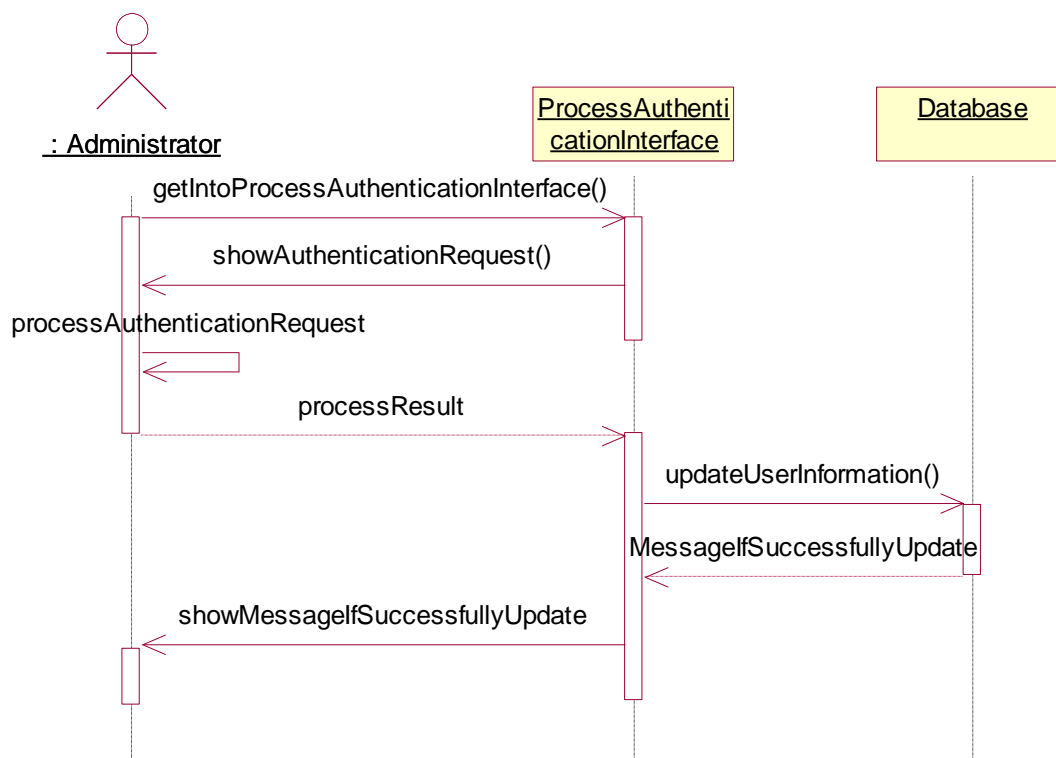 : Administrator
ProcessAuthenti
cationInterface
Database
getIntoProcessAuthenticationInterface()
showAuthenticationRequest()
processAuthenticationRequest
processResult
updateUserInformation()
MessageIfSuccessfullyUpdate
showMessageIfSuccessfullyUpdate